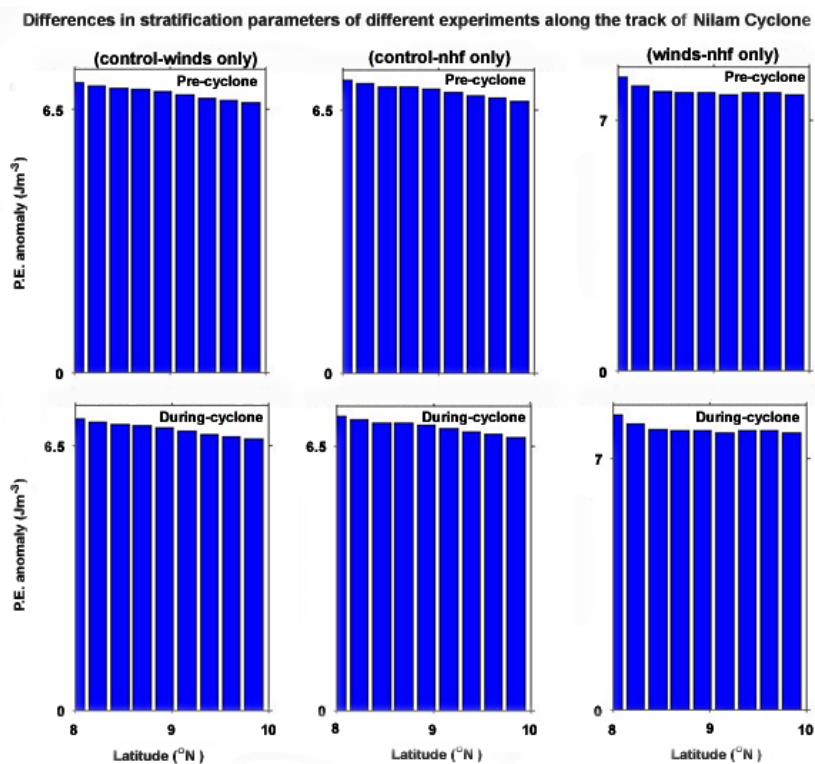 Differences in stratification parameters of different experiments along the track of Nilam Cyclone
(control-winds only)
(control-nhf only)
(winds-nhf only)
Pre-cyclone
Pre-cyclone
Pre-cyclone
6.5
6.5
7
P.E. anomaly (Jm-3)
0
0
0
During-cyclone
During-cyclone
During-cyclone
6.5
6.5
7
P.E. anomaly (Jm-3)
0
0
0
8 9 10
8 9 10
8 9 10
Latitude (°N )
Latitude (°N )
Latitude (°N )